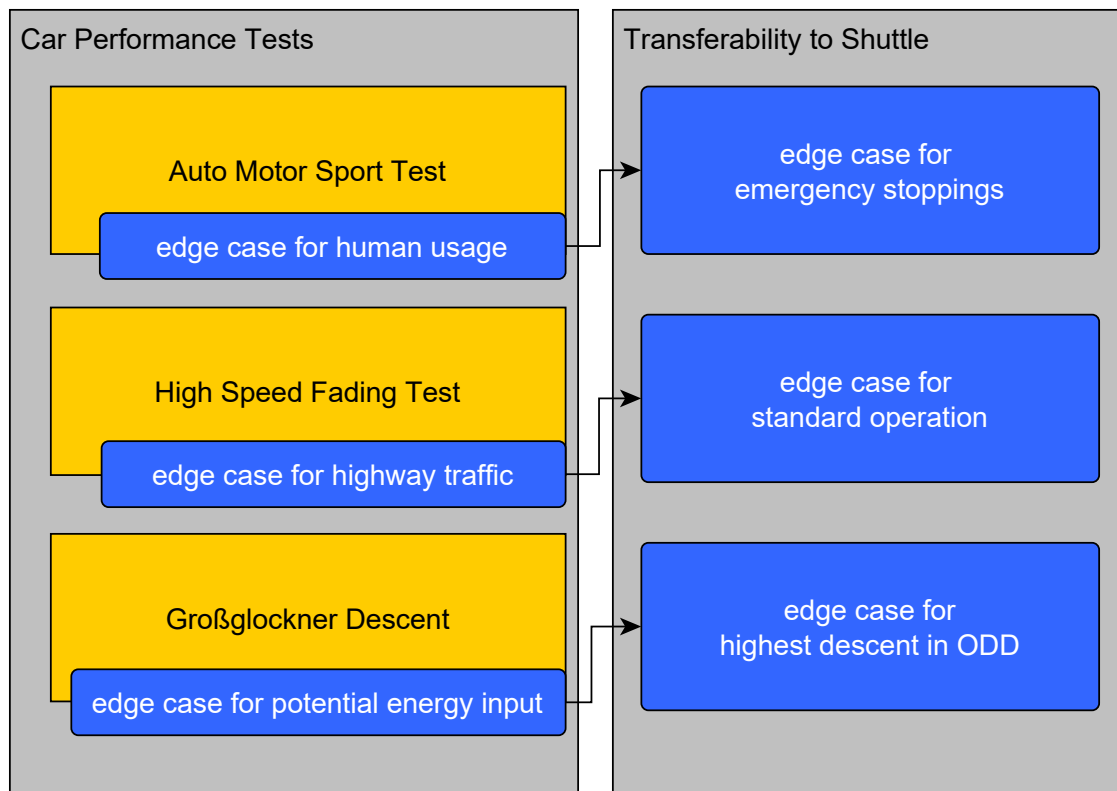 Car Performance Tests
Auto Motor Sport Test
edge case for human usage
High Speed Fading Test
edge case for highway traffic
Großglockner Descent
edge case for potential energy input
Transferability to Shuttle
edge case for
emergency stoppings
edge case for
standard operation
edge case for
highest descent in ODD